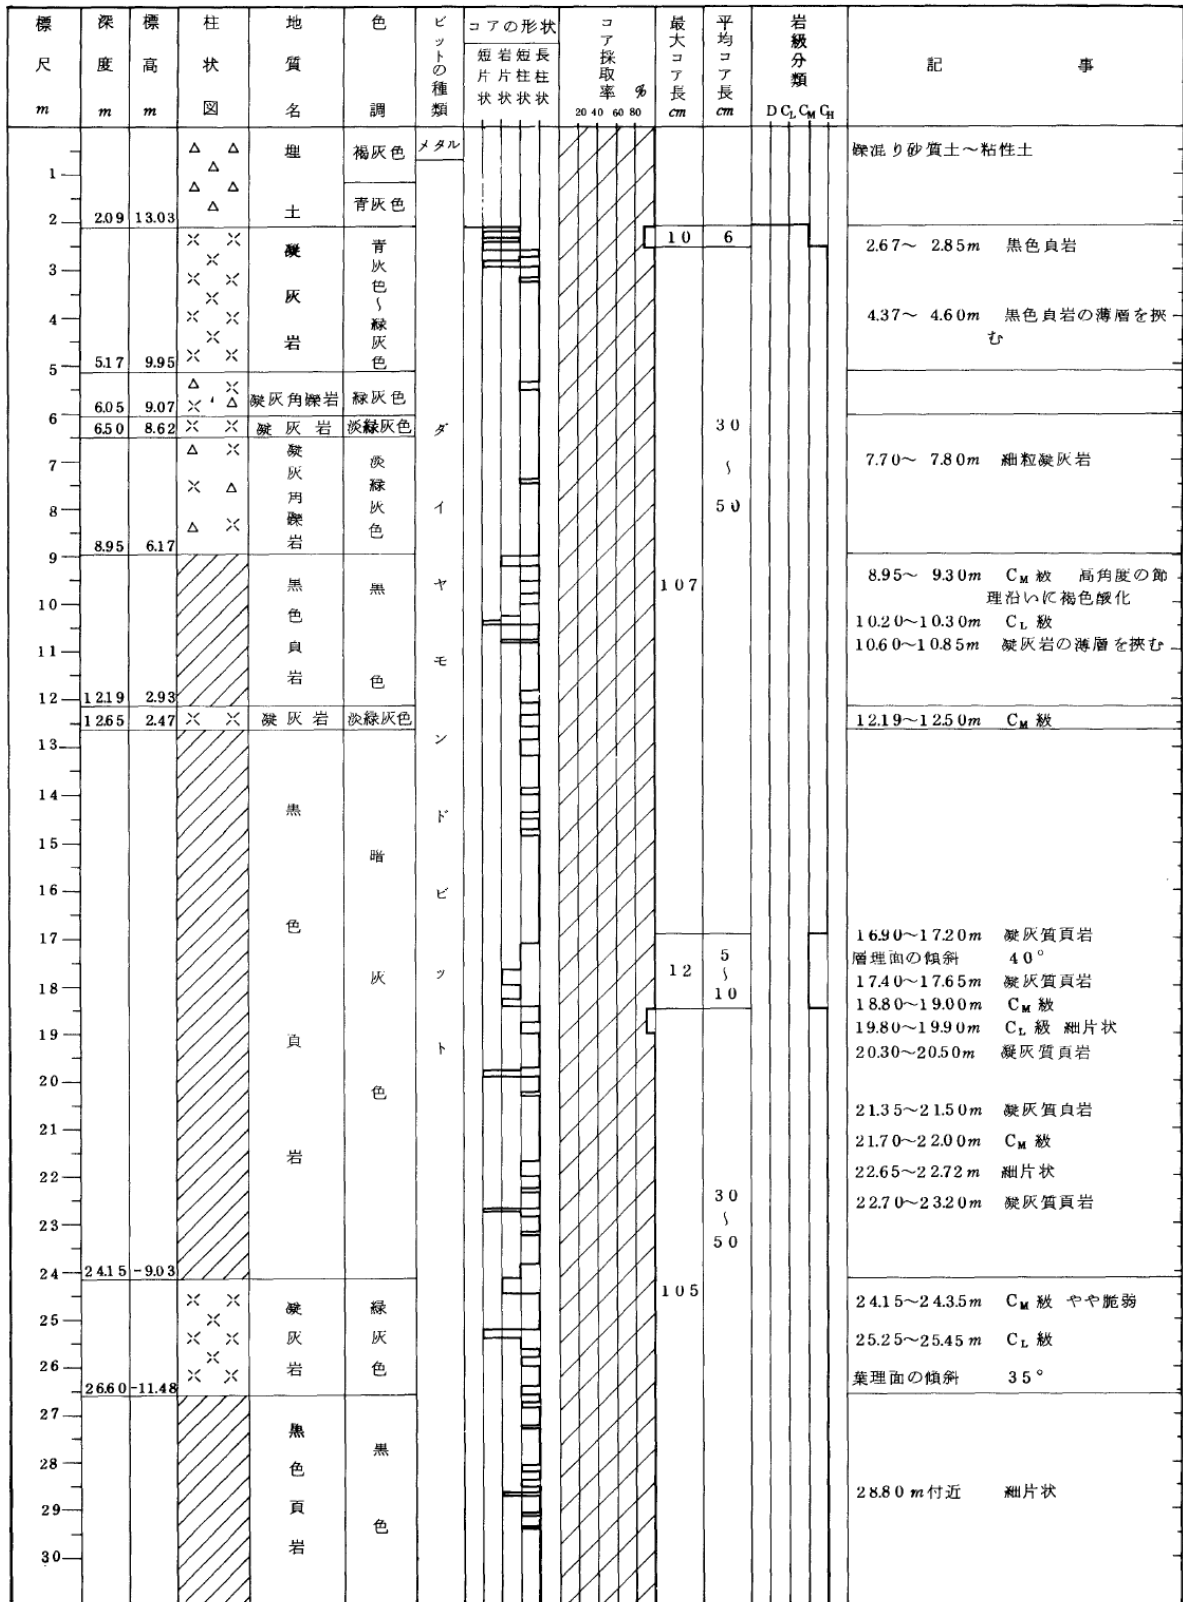 標尺 m
深度 m
標高 m
柱状図
地質名
色調
ビットの種類
コアの形状
短片状 岩片状 短柱状 長柱状
コア採取率 %
20 40 60 80
最大コア長 cm
平均コア長 cm
岩級分類
D CL CM CH
記事
1
2
3
4
5
6
7
8
9
10
11
12
13
14
15
16
17
18
19
20
21
22
23
24
25
26
27
28
29
30
2.09 13.03
5.17 9.95
6.05 9.07
6.50 8.62
8.95 6.17
12.19 2.93
12.65 2.47
24.15 -9.03
26.60 -11.48
埋土
凝灰岩
凝灰角礫岩
凝灰岩
凝灰角礫岩
黒色頁岩
凝灰岩
黒色頁岩
凝灰岩
黒色頁岩
褐灰色
青灰色
青灰色〜緑灰色
緑灰色
淡緑灰色
淡緑灰色
黒色
淡緑灰色
暗灰色
緑灰色
黒色
メタル
ダイヤモンドビット
10
107
12
105
6
30〜50
5〜10
30〜50
礫混り砂質土〜粘性土
2.67〜2.85m 黒色頁岩
4.37〜4.60m 黒色頁岩の薄層を挾
む
7.70〜7.80m 細粒凝灰岩
8.95〜9.30m CM級 高角度の節
理沿いに褐色酸化
10.20〜10.30m CL級
10.60〜10.85m 凝灰岩の薄層を挾む
12.19〜12.50m CM級
16.90〜17.20m 凝灰質頁岩
層理面の傾斜 40°
17.40〜17.65m 凝灰質頁岩
18.80〜19.00m CM級
19.80〜19.90m CL級 細片状
20.30〜20.50m 凝灰質頁岩
21.35〜21.50m 凝灰質頁岩
21.70〜22.00m CM級
22.65〜22.72m 細片状
22.70〜23.20m 凝灰質頁岩
24.15〜24.35m CM級 やや脆弱
25.25〜25.45m CL級
葉理面の傾斜 35°
28.80m付近 細片状